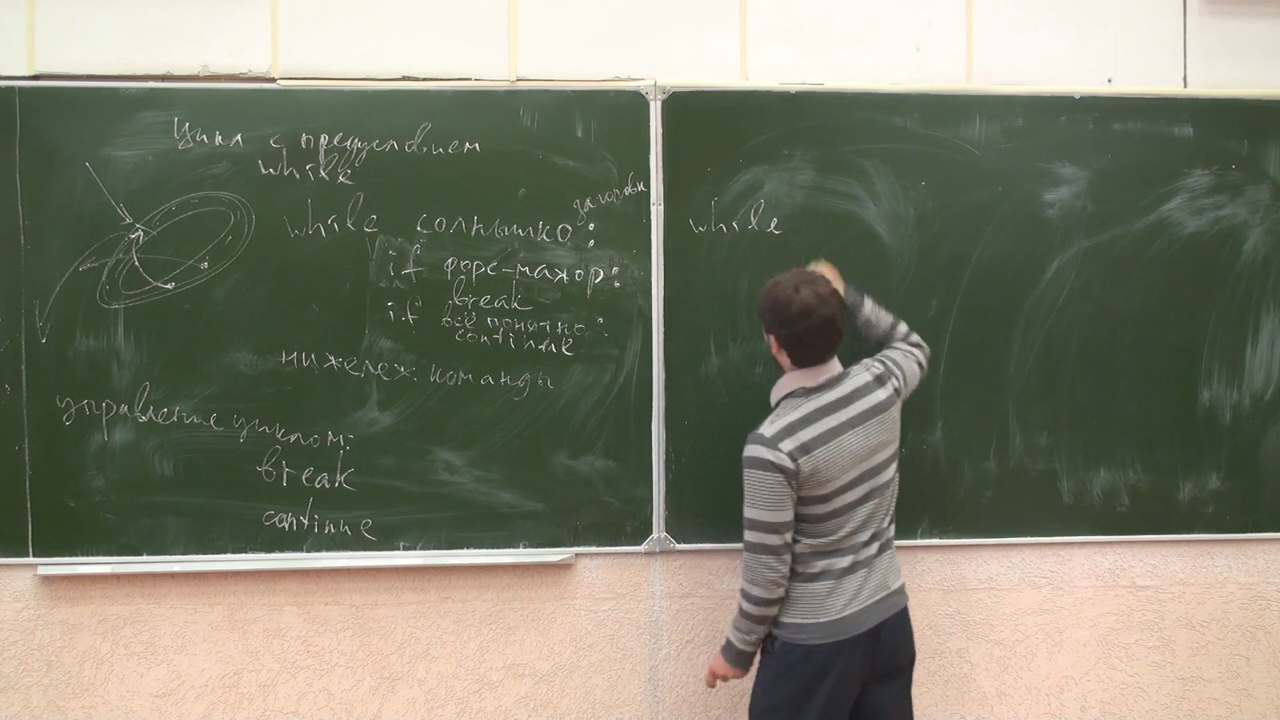 Цикл с предусловием
while
заголовок
while солнышко:
if форс-мажор:
break
if всё понятно:
continue
нижележ. команды
управление циклом:
break
continue
while